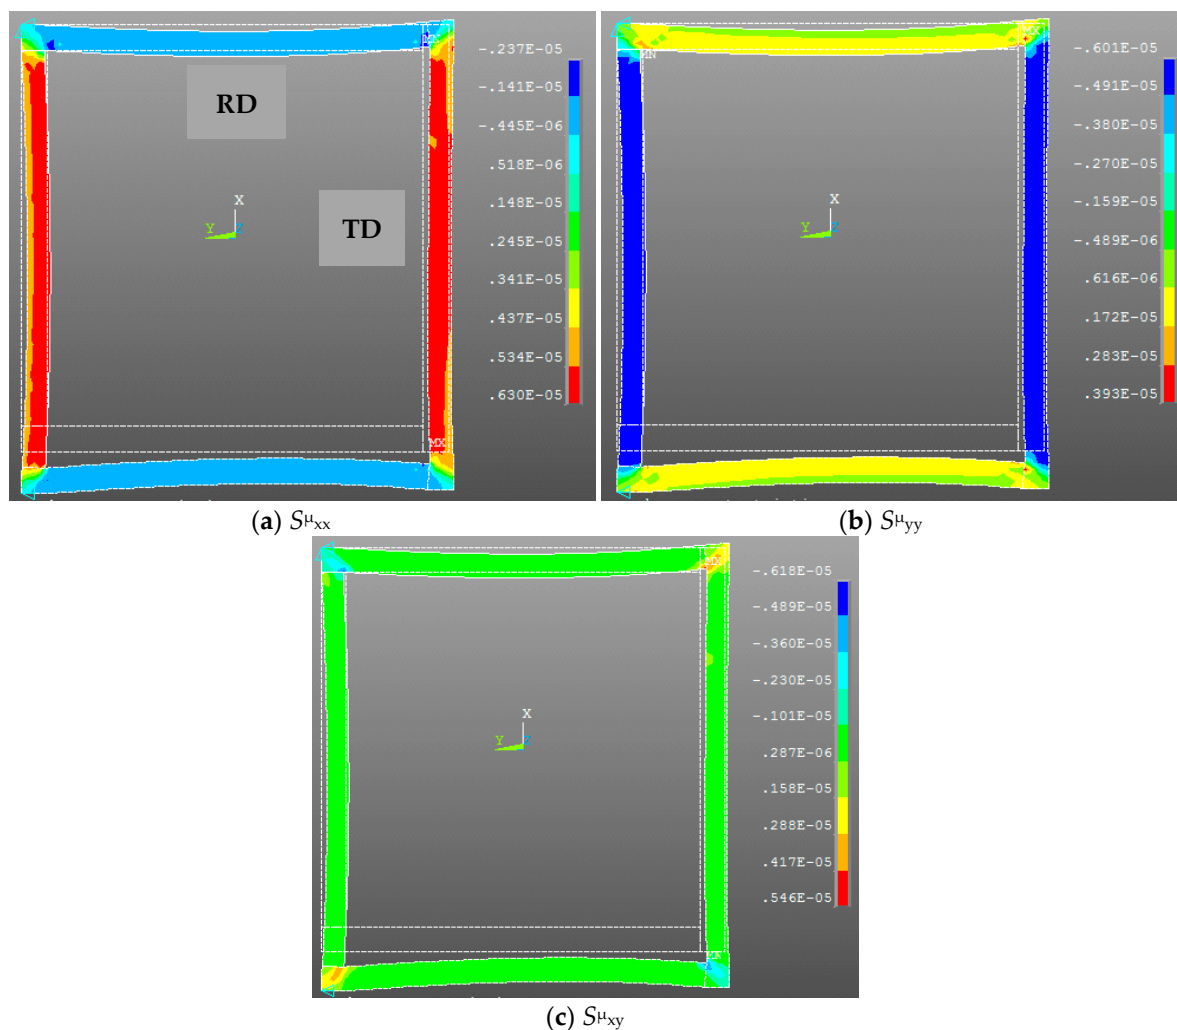 MN
RD
TD
X
Y
Z
MX
-.237E-05
-.141E-05
-.445E-06
.518E-06
.148E-05
.245E-05
.341E-05
.437E-05
.534E-05
.630E-05
(a) Sμxx
MX
MN
X
Y
Z
-.601E-05
-.491E-05
-.380E-05
-.270E-05
-.159E-05
-.489E-06
.616E-06
.172E-05
.283E-05
.393E-05
(b) Sμyy
MX
X
Y
Z
MN
-.618E-05
-.489E-05
-.360E-05
-.230E-05
-.101E-05
.287E-06
.158E-05
.288E-05
.417E-05
.546E-05
(c) Sμxy